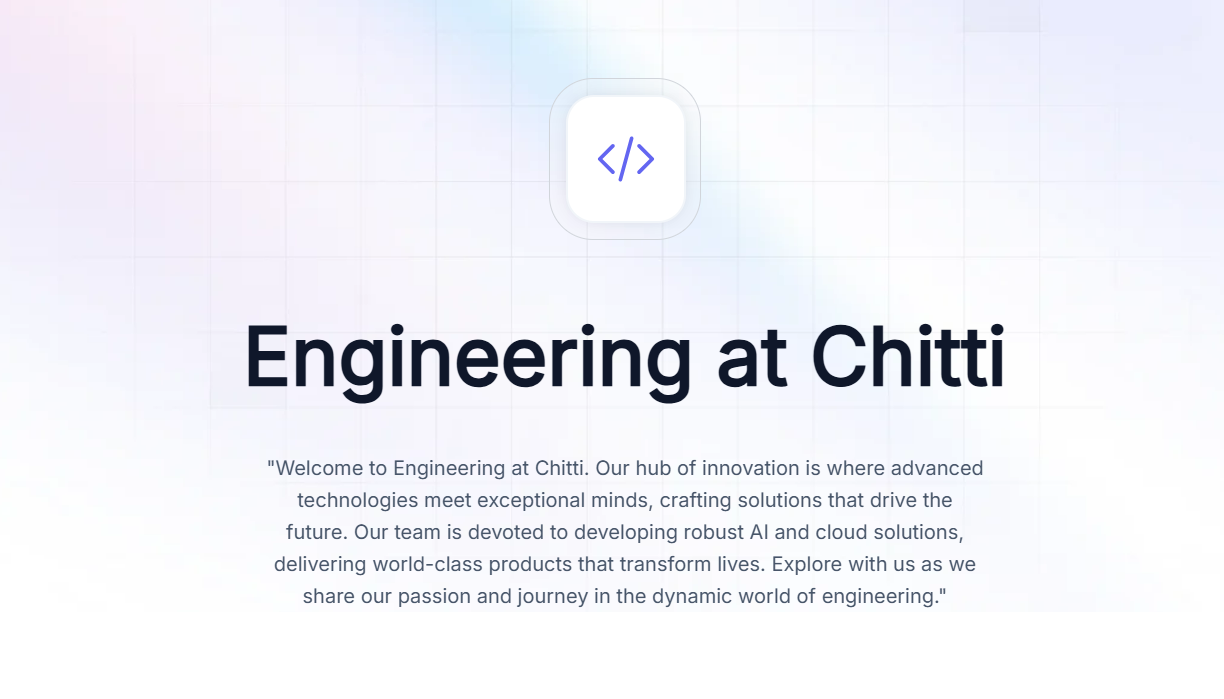 </>
Engineering at Chitti
"Welcome to Engineering at Chitti. Our hub of innovation is where advanced
technologies meet exceptional minds, crafting solutions that drive the
future. Our team is devoted to developing robust AI and cloud solutions,
delivering world-class products that transform lives. Explore with us as we
share our passion and journey in the dynamic world of engineering."